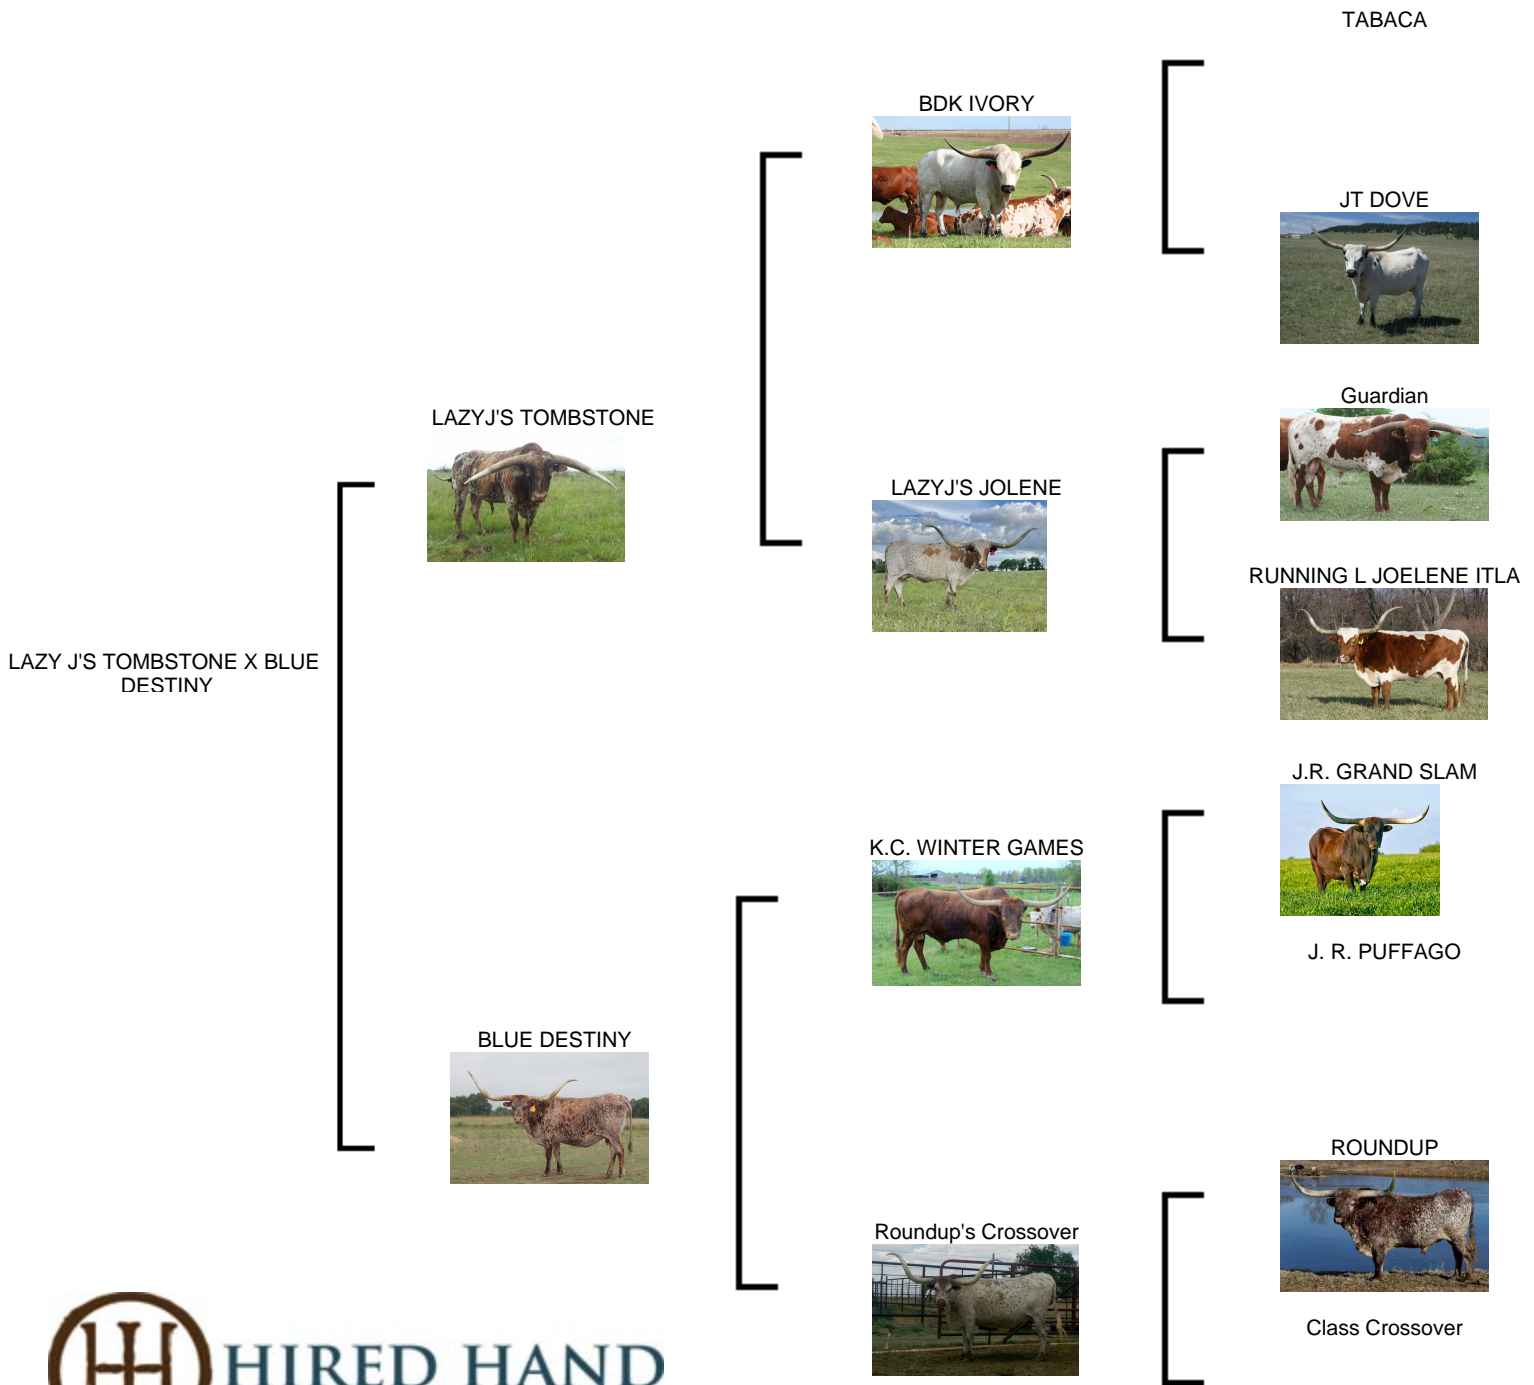 TABACA
BDK IVORY
JT DOVE
Guardian
LAZYJ'S TOMBSTONE
LAZYJ'S JOLENE
RUNNING L JOELENE ITLA
LAZY J'S TOMBSTONE X BLUE
DESTINY
J.R. GRAND SLAM
K.C. WINTER GAMES
J. R. PUFFAGO
BLUE DESTINY
ROUNDUP
Roundup's Crossover
Class Crossover
HIRED HAND